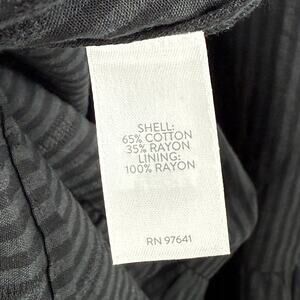 SHELL:
65% COTTON
35% RAYON
LINING:
100% RAYON
RN 97641